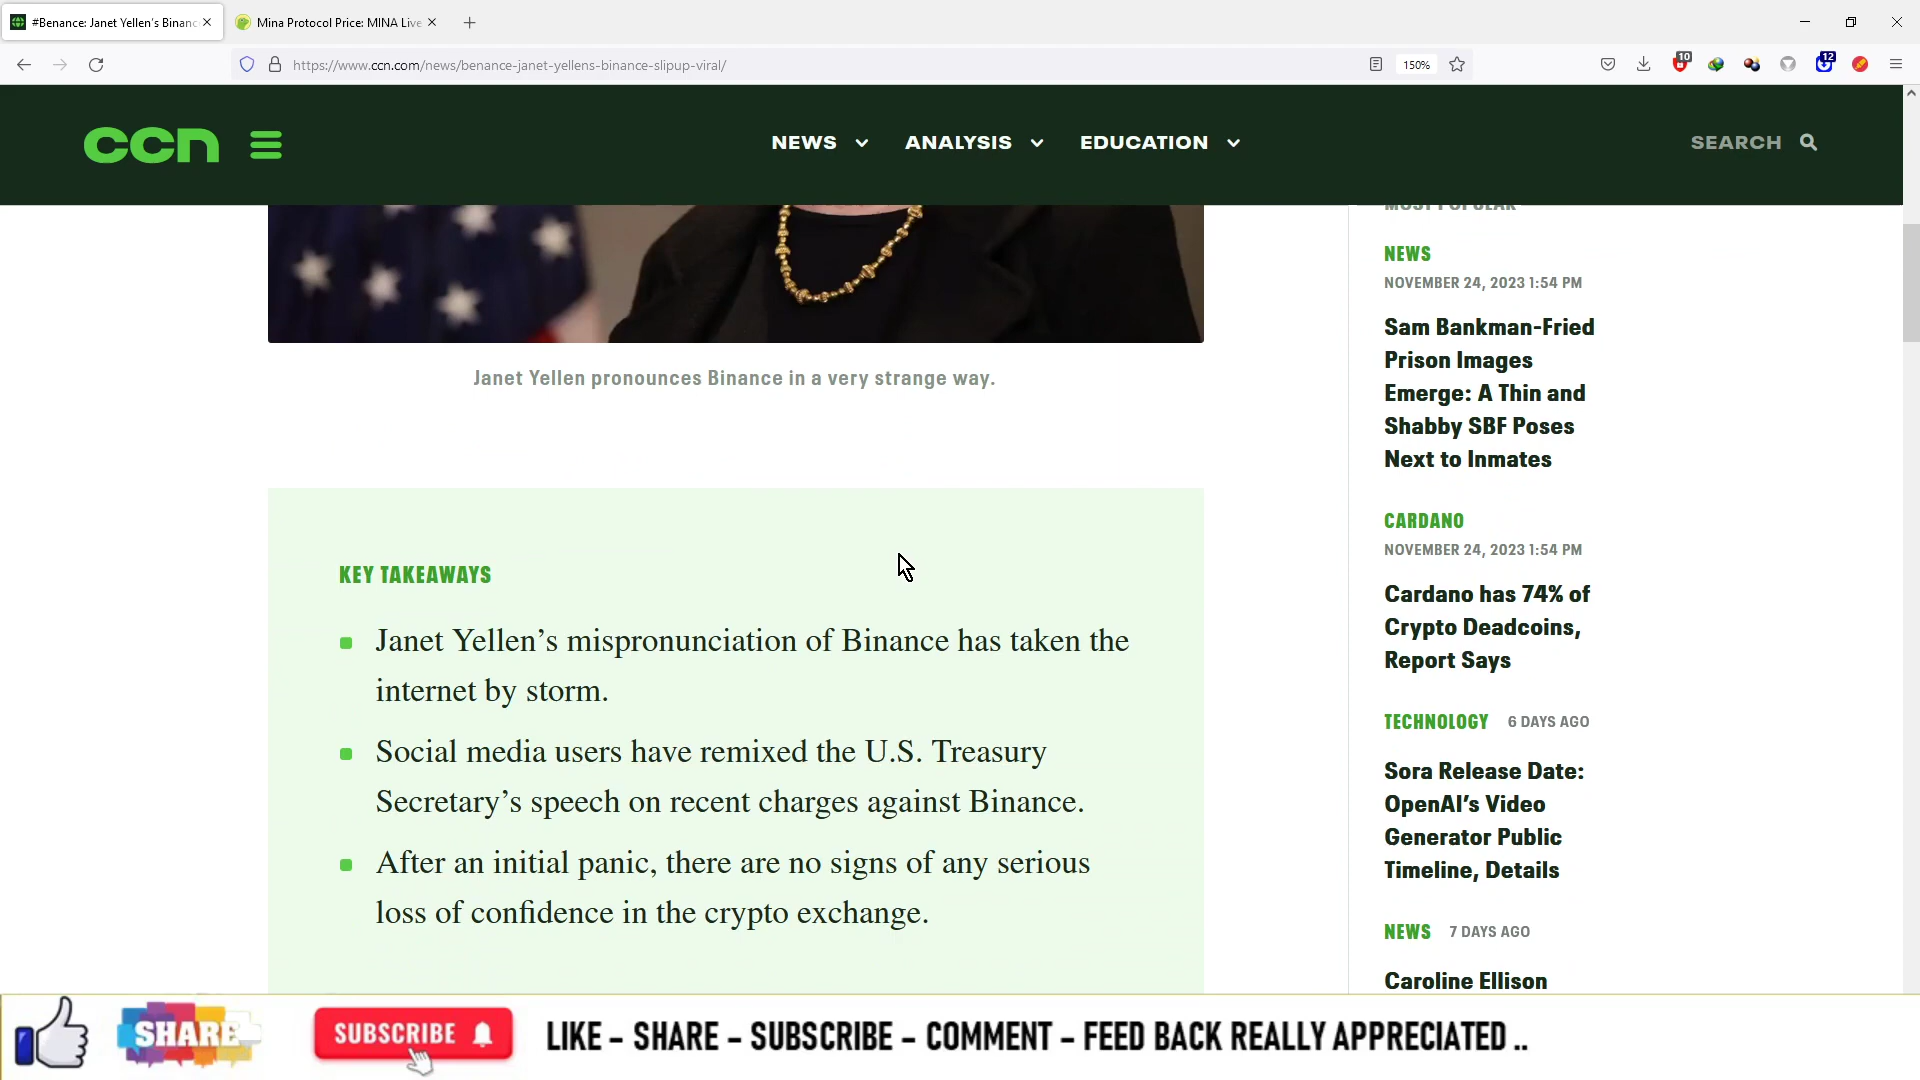 #Benance: Janet Yellen's Binanc
Mina Protocol Price: MINA Live
https://www.ccn.com/news/benance-janet-yellens-binance-slipup-viral/
150%
10
12
ccn
NEWS
ANALYSIS
EDUCATION
SEARCH
Janet Yellen pronounces Binance in a very strange way.
KEY TAKEAWAYS
Janet Yellen’s mispronunciation of Binance has taken the
internet by storm.
Social media users have remixed the U.S. Treasury
Secretary’s speech on recent charges against Binance.
After an initial panic, there are no signs of any serious
loss of confidence in the crypto exchange.
MOST POPULAR
NEWS
NOVEMBER 24, 2023 1:54 PM
Sam Bankman-Fried
Prison Images
Emerge: A Thin and
Shabby SBF Poses
Next to Inmates
CARDANO
NOVEMBER 24, 2023 1:54 PM
Cardano has 74% of
Crypto Deadcoins,
Report Says
TECHNOLOGY 6 DAYS AGO
Sora Release Date:
OpenAI’s Video
Generator Public
Timeline, Details
NEWS 7 DAYS AGO
Caroline Ellison
SHARE
SUBSCRIBE
LIKE - SHARE - SUBSCRIBE - COMMENT - FEED BACK REALLY APPRECIATED ..